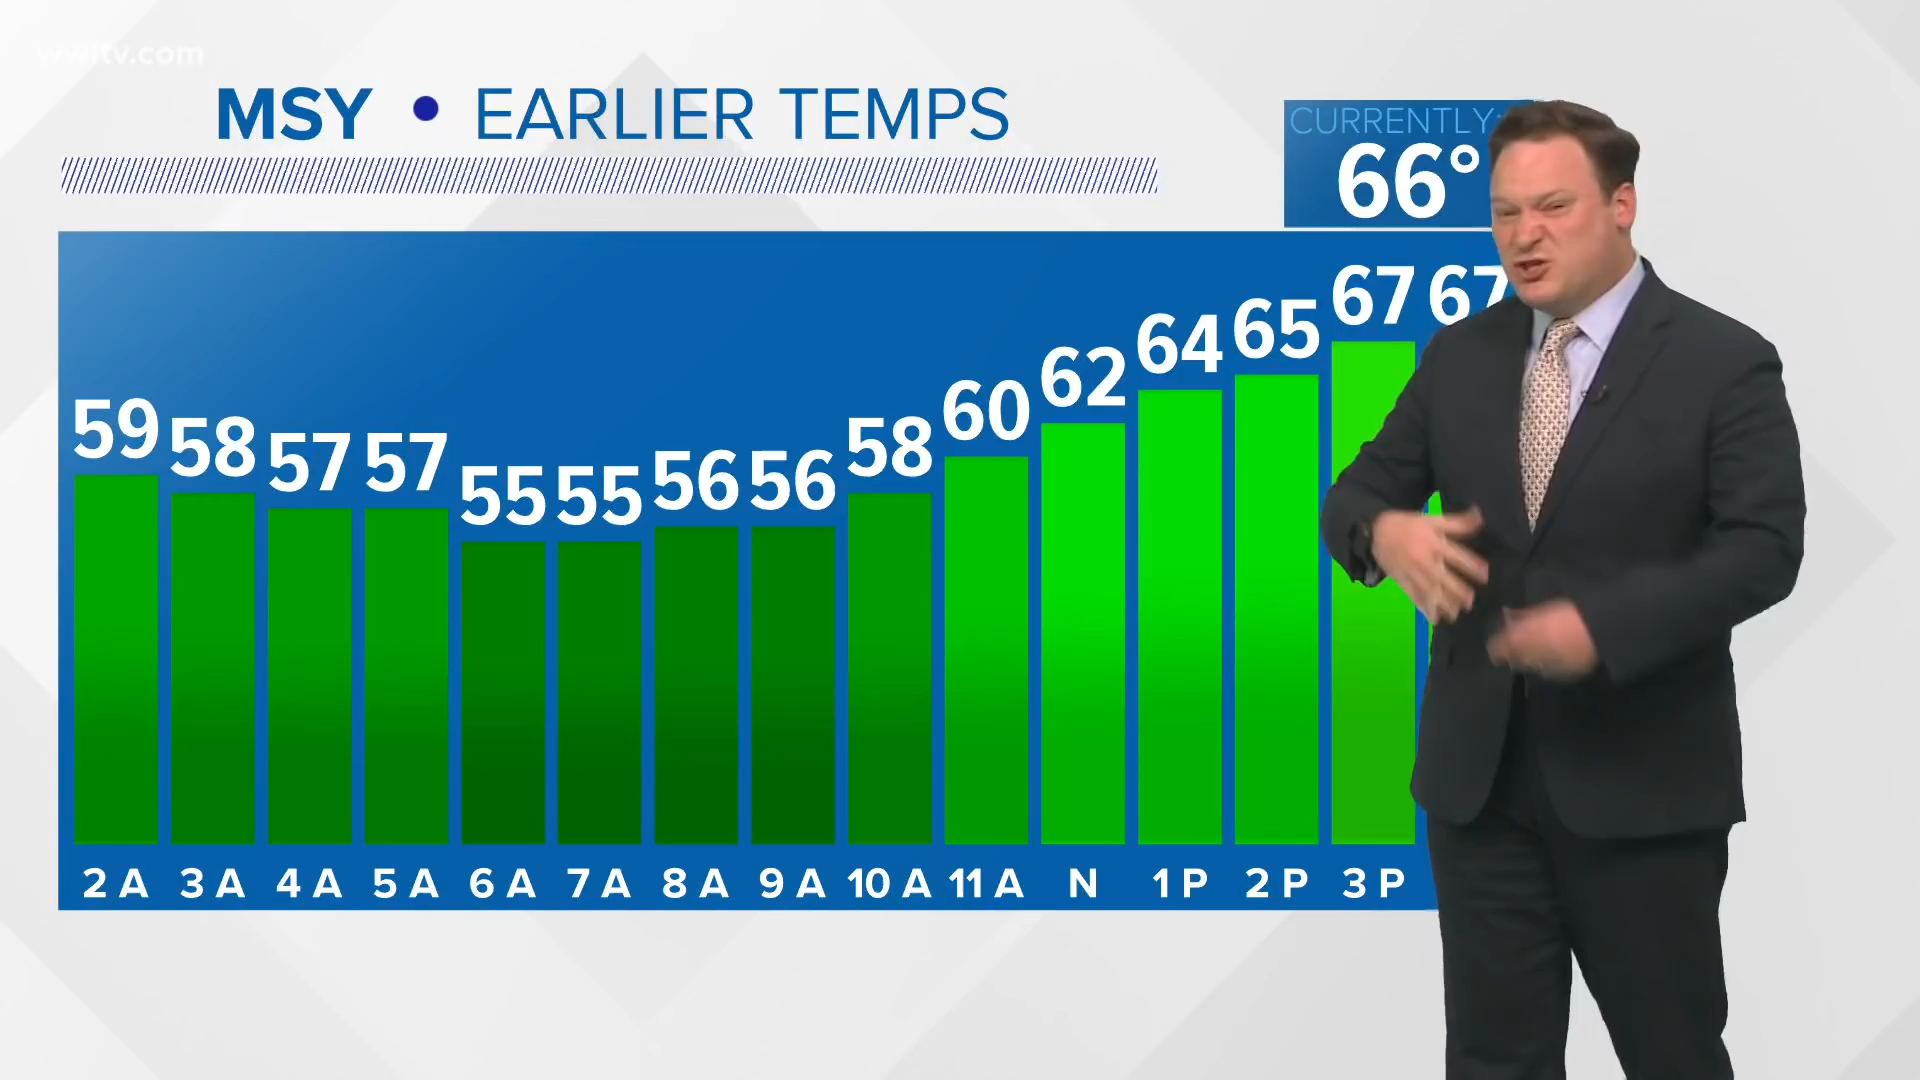 wwltv.com
MSY • EARLIER TEMPS
CURRENTLY:
66°
59 58 57 57 55 55 56 56 58 60 62 64 65 67 67
2 A 3 A 4 A 5 A 6 A 7 A 8 A 9 A 10 A 11 A N 1 P 2 P 3 P